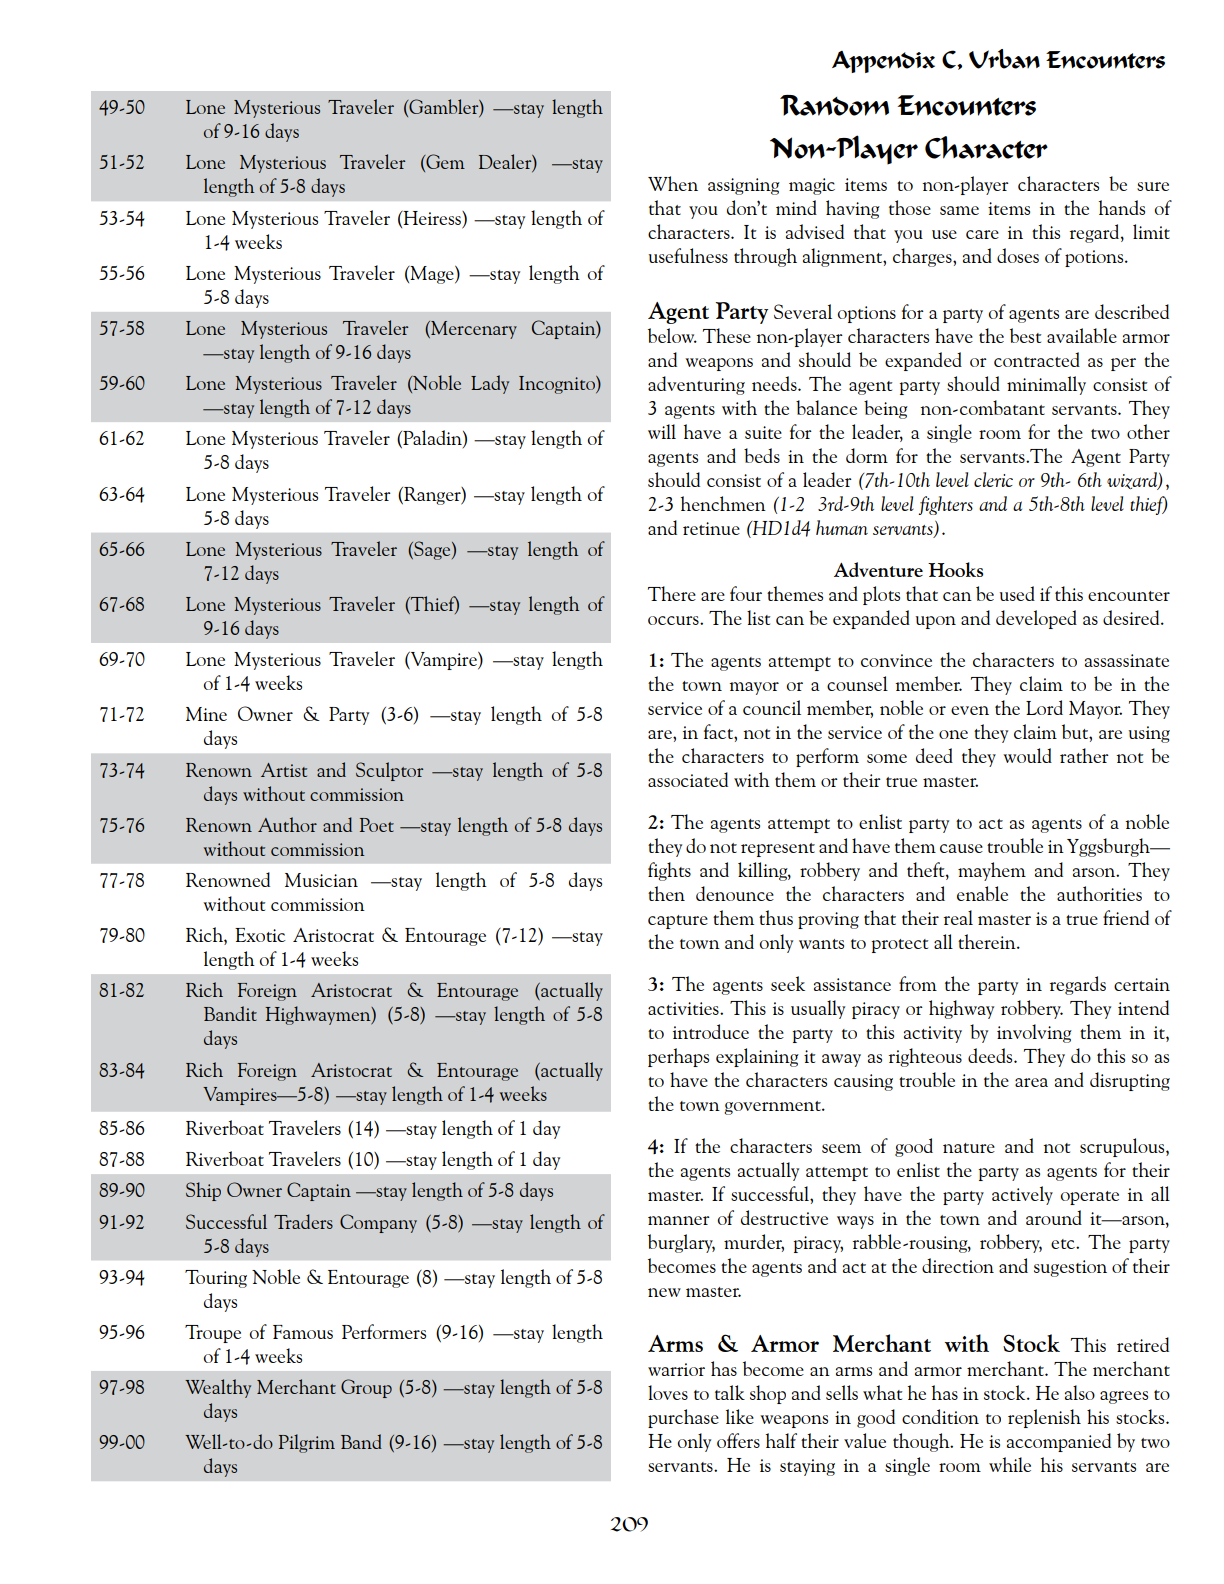 Appendix C, Urban Encounters
49-50 Lone Mysterious Traveler (Gambler) —stay length
of 9-16 days
51-52 Lone Mysterious Traveler (Gem Dealer) —stay
length of 5-8 days
53-54 Lone Mysterious Traveler (Heiress) —stay length of
1-4 weeks
55-56 Lone Mysterious Traveler (Mage) —stay length of
5-8 days
57-58 Lone Mysterious Traveler (Mercenary Captain)
—stay length of 9-16 days
59-60 Lone Mysterious Traveler (Noble Lady Incognito)
—stay length of 7-12 days
61-62 Lone Mysterious Traveler (Paladin) —stay length of
5-8 days
63-64 Lone Mysterious Traveler (Ranger) —stay length of
5-8 days
65-66 Lone Mysterious Traveler (Sage) —stay length of
7-12 days
67-68 Lone Mysterious Traveler (Thief) —stay length of
9-16 days
69-70 Lone Mysterious Traveler (Vampire) —stay length
of 1-4 weeks
71-72 Mine Owner & Party (3-6) —stay length of 5-8
days
73-74 Renown Artist and Sculptor —stay length of 5-8
days without commission
75-76 Renown Author and Poet —stay length of 5-8 days
without commission
77-78 Renowned Musician —stay length of 5-8 days
without commission
79-80 Rich, Exotic Aristocrat & Entourage (7-12) —stay
length of 1-4 weeks
81-82 Rich Foreign Aristocrat & Entourage (actually
Bandit Highwaymen) (5-8) —stay length of 5-8
days
83-84 Rich Foreign Aristocrat & Entourage (actually
Vampires—5-8) —stay length of 1-4 weeks
85-86 Riverboat Travelers (14) —stay length of 1 day
87-88 Riverboat Travelers (10) —stay length of 1 day
89-90 Ship Owner Captain —stay length of 5-8 days
91-92 Successful Traders Company (5-8) —stay length of
5-8 days
93-94 Touring Noble & Entourage (8) —stay length of 5-8
days
95-96 Troupe of Famous Performers (9-16) —stay length
of 1-4 weeks
97-98 Wealthy Merchant Group (5-8) —stay length of 5-8
days
99-00 Well-to-do Pilgrim Band (9-16) —stay length of 5-8
days
Random Encounters
Non-Player Character
When assigning magic items to non-player characters be sure
that you don't mind having those same items in the hands of
characters. It is advised that you use care in this regard, limit
usefulness through alignment, charges, and doses of potions.
Agent Party Several options for a party of agents are described
below. These non-player characters have the best available armor
and weapons and should be expanded or contracted as per the
adventuring needs. The agent party should minimally consist of
3 agents with the balance being non-combatant servants. They
will have a suite for the leader, a single room for the two other
agents and beds in the dorm for the servants.The Agent Party
should consist of a leader (7th-10th level cleric or 9th- 6th wizard),
2-3 henchmen (1-2 3rd-9th level fighters and a 5th-8th level thief)
and retinue (HD1d4 human servants).
Adventure Hooks
There are four themes and plots that can be used if this encounter
occurs. The list can be expanded upon and developed as desired.
1: The agents attempt to convince the characters to assassinate
the town mayor or a counsel member. They claim to be in the
service of a council member, noble or even the Lord Mayor. They
are, in fact, not in the service of the one they claim but, are using
the characters to perform some deed they would rather not be
associated with them or their true master.
2: The agents attempt to enlist party to act as agents of a noble
they do not represent and have them cause trouble in Yggsburgh—
fights and killing, robbery and theft, mayhem and arson. They
then denounce the characters and enable the authorities to
capture them thus proving that their real master is a true friend of
the town and only wants to protect all therein.
3: The agents seek assistance from the party in regards certain
activities. This is usually piracy or highway robbery. They intend
to introduce the party to this activity by involving them in it,
perhaps explaining it away as righteous deeds. They do this so as
to have the characters causing trouble in the area and disrupting
the town government.
4: If the characters seem of good nature and not scrupulous,
the agents actually attempt to enlist the party as agents for their
master. If successful, they have the party actively operate in all
manner of destructive ways in the town and around it—arson,
burglary, murder, piracy, rabble-rousing, robbery, etc. The party
becomes the agents and act at the direction and sugestion of their
new master.
Arms & Armor Merchant with Stock This retired
warrior has become an arms and armor merchant. The merchant
loves to talk shop and sells what he has in stock. He also agrees to
purchase like weapons in good condition to replenish his stocks.
He only offers half their value though. He is accompanied by two
servants. He is staying in a single room while his servants are
209